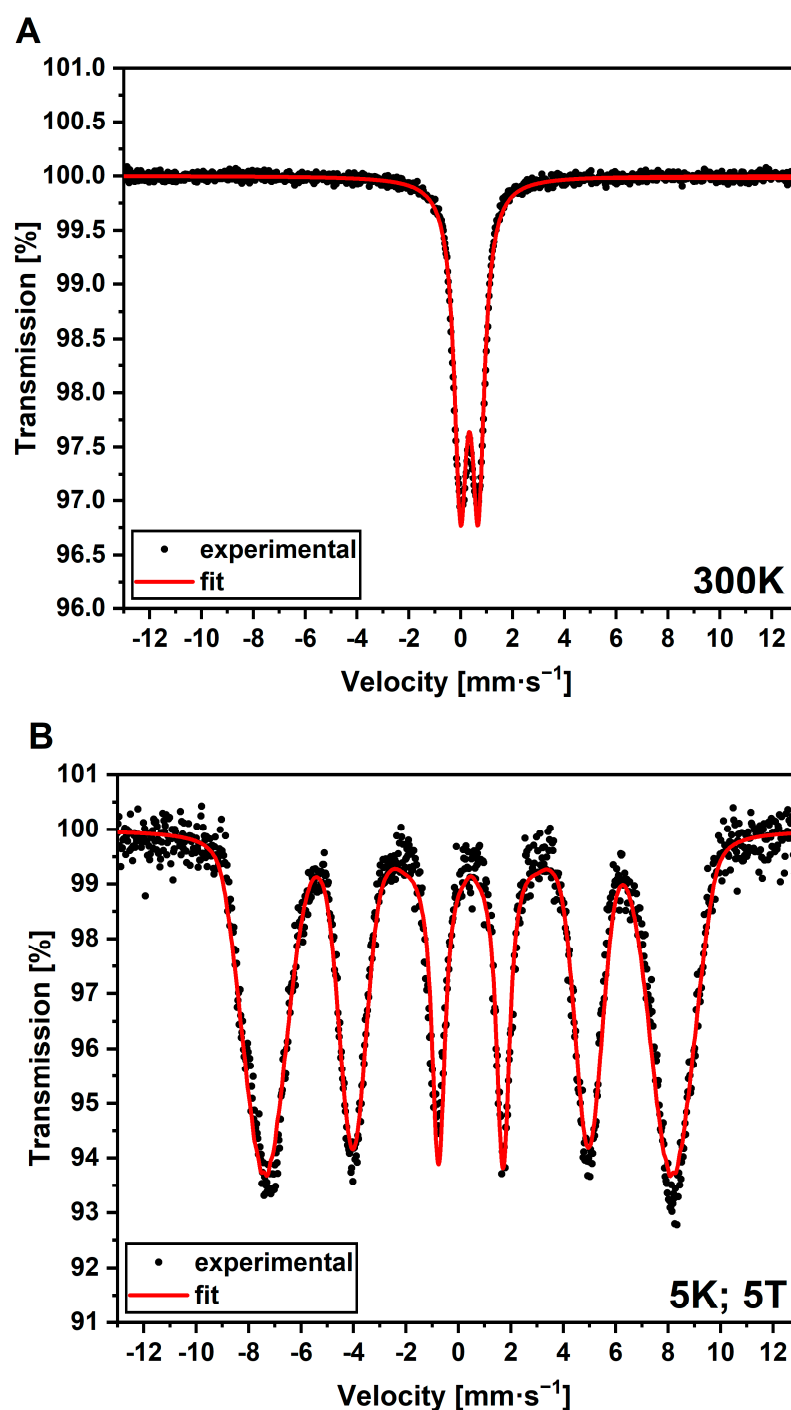 A
101.0
100.5
100.0
99.5
99.0
98.5
98.0
97.5
97.0
96.5
96.0
Transmission [%]
experimental
fit
300K
-12 -10 -8 -6 -4 -2 0 2 4 6 8 10 12
Velocity [mm·s⁻¹]
B
101
100
99
98
97
96
95
94
93
92
91
Transmission [%]
experimental
fit
5K; 5T
-12 -10 -8 -6 -4 -2 0 2 4 6 8 10 12
Velocity [mm·s⁻¹]